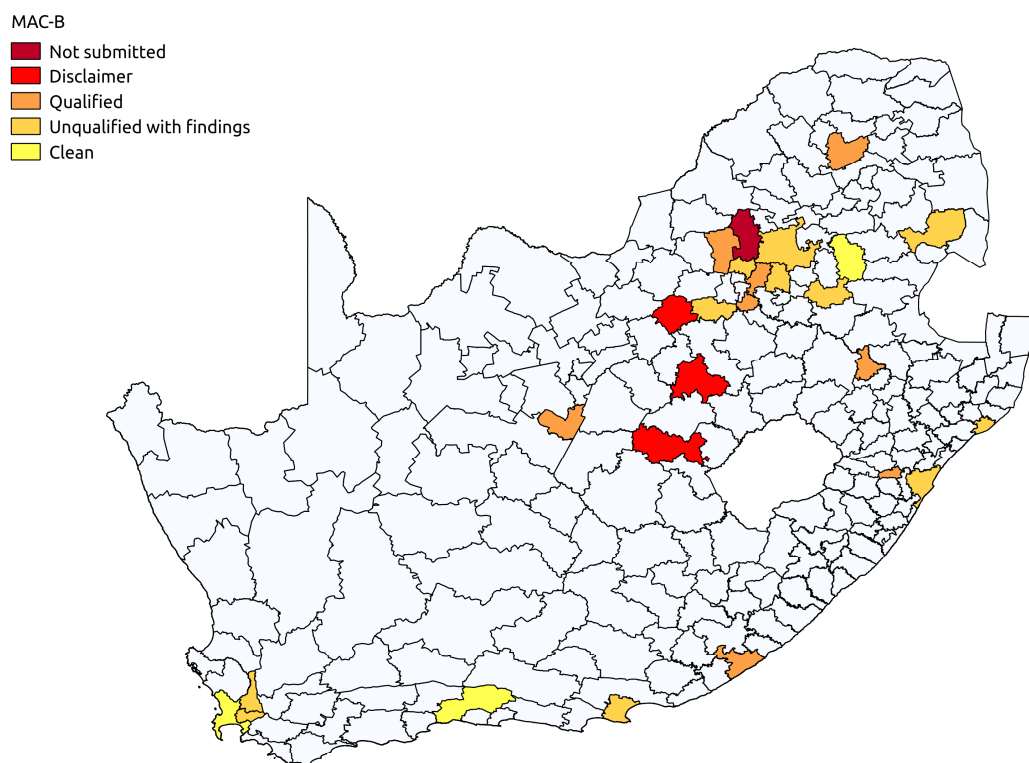 MAC-B
Not submitted
Disclaimer
Qualified
Unqualified with findings
Clean